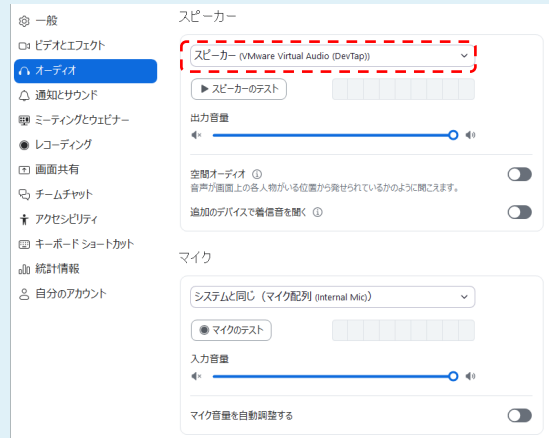 一般
ビデオとエフェクト
オーディオ
通知とサウンド
ミーティングとウェビナー
レコーディング
画面共有
チームチャット
アクセシビリティ
キーボード ショートカット
統計情報
自分のアカウント
スピーカー
スピーカー (VMware Virtual Audio (DevTap))
スピーカーのテスト
出力音量
空間オーディオ
音声が画面上の各人物がいる位置から発せられているかのように聞こえます。
追加のデバイスで着信音を聞く
マイク
システムと同じ（マイク配列 (Internal Mic)）
マイクのテスト
入力音量
マイク音量を自動調整する